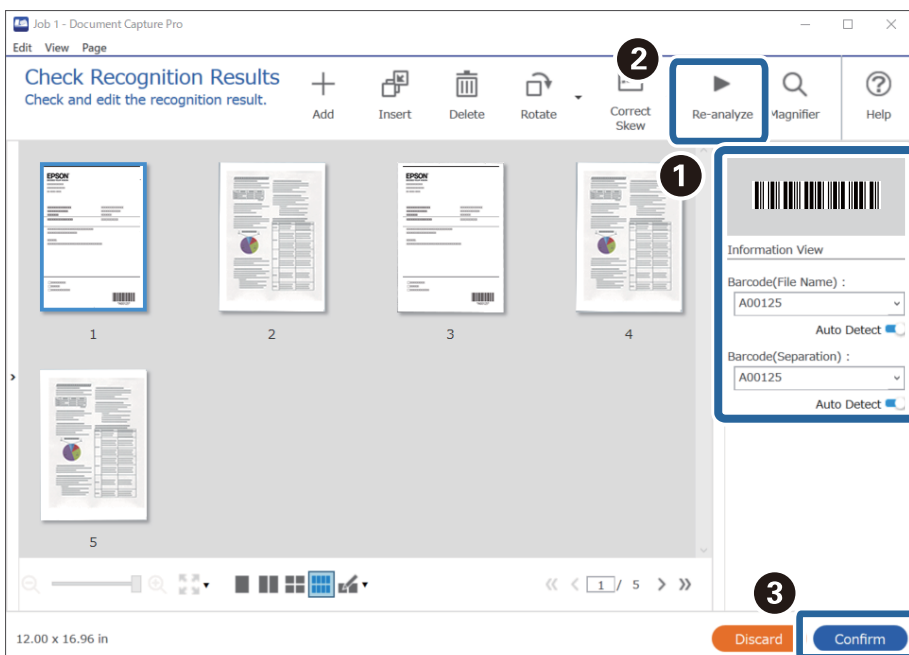 Job 1 - Document Capture Pro
Edit View Page
Check Recognition Results
Check and edit the recognition result.
Add
Insert
Delete
Rotate
Correct
Skew
2
Re-analyze
Magnifier
Help
1
EPSON
EPSON
1
2
3
4
5
Information View
Barcode(File Name) :
A00125
Auto Detect
Barcode(Separation) :
A00125
Auto Detect
1 / 5
3
12.00 x 16.96 in
Discard
Confirm